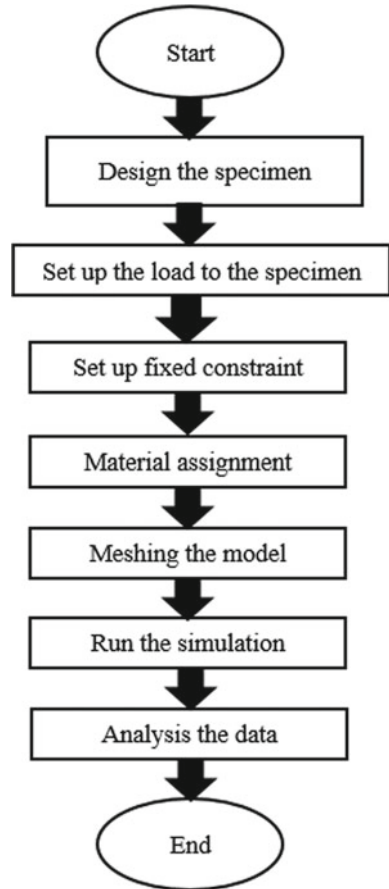 Start
Design the specimen
Set up the load to the specimen
Set up fixed constraint
Material assignment
Meshing the model
Run the simulation
Analysis the data
End